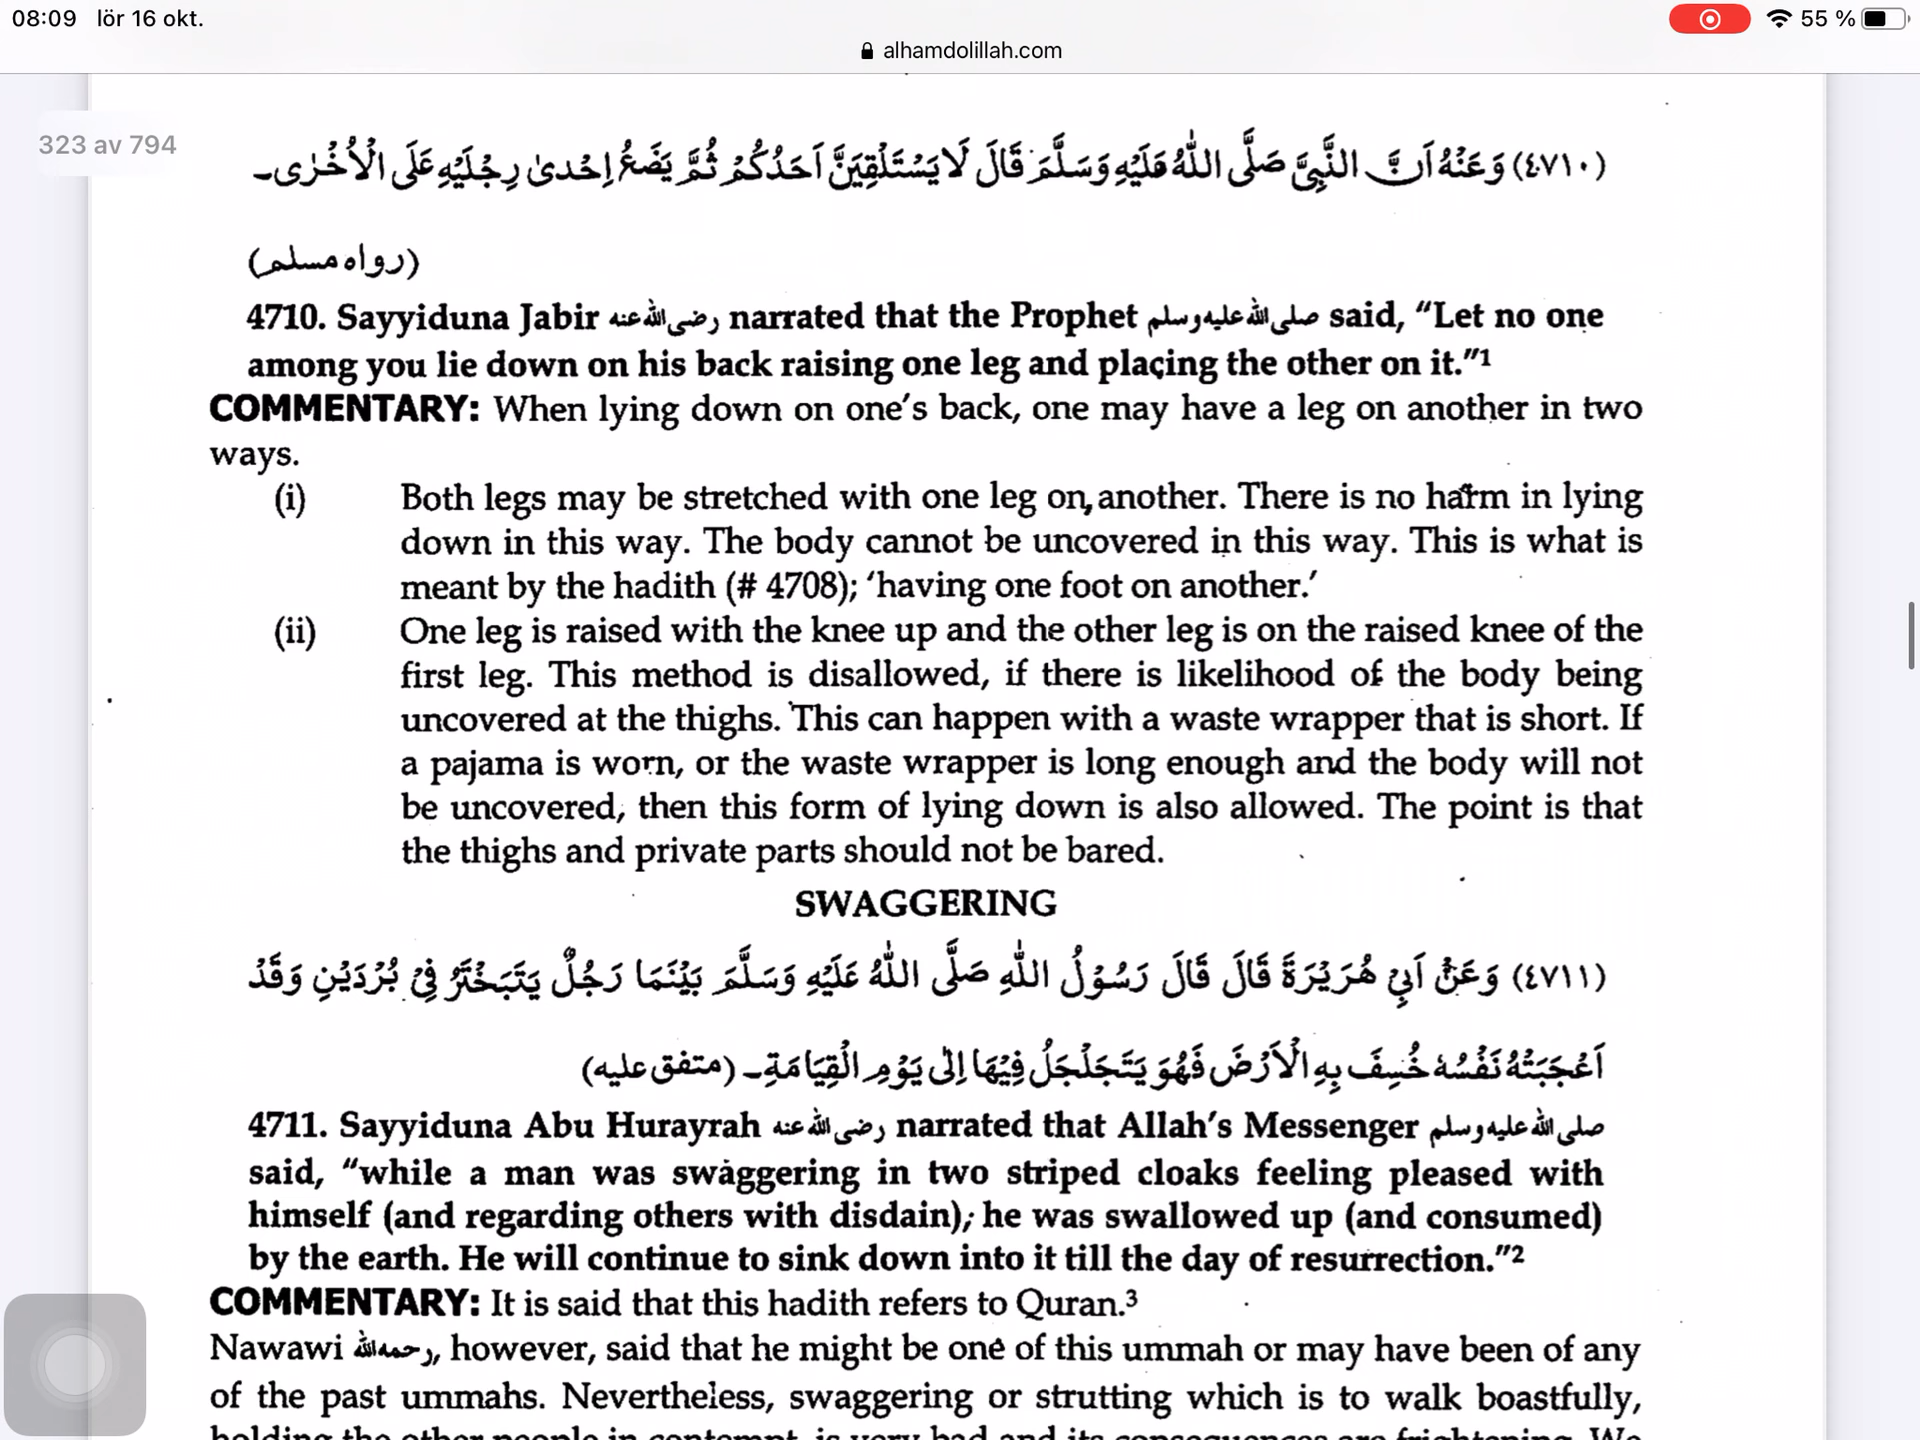 08:09 lör 16 okt.
55 %
alhamdolillah.com
323 av 794
(٤٧١٠) وَعَنْهُ اَنَّ النَّبِيَّ صَلَّى اللّٰهُ عَلَيْهِ وَسَلَّمَ قَالَ لَا يَسْتَلْقِيَنَّ اَحَدُكُمْ ثُمَّ يَضَعُ اِحْدىٰ رِجْلَيْهِ عَلَى الْاُخْرٰى۔
(رواه مسلم)
4710. Sayyiduna Jabir رضی اللہ عنہ narrated that the Prophet صلی اللہ علیہ وسلم said, “Let no one
among you lie down on his back raising one leg and placing the other on it.”¹
COMMENTARY: When lying down on one’s back, one may have a leg on another in two
ways.
(i) Both legs may be stretched with one leg on another. There is no harm in lying
down in this way. The body cannot be uncovered in this way. This is what is
meant by the hadith (# 4708); ‘having one foot on another.’
(ii) One leg is raised with the knee up and the other leg is on the raised knee of the
first leg. This method is disallowed, if there is likelihood of the body being
uncovered at the thighs. This can happen with a waste wrapper that is short. If
a pajama is worn, or the waste wrapper is long enough and the body will not
be uncovered, then this form of lying down is also allowed. The point is that
the thighs and private parts should not be bared.
SWAGGERING
(٤٧١١) وَعَنْ اَبِيْ هُرَيْرَةَ قَالَ قَالَ رَسُوْلُ اللّٰهِ صَلَّى اللّٰهُ عَلَيْهِ وَسَلَّمَ بَيْنَمَا رَجُلٌ يَتَبَخْتَرُ فِيْ بُرْدَيْنِ وَقَدْ
اَعْجَبَتْهُ نَفْسُهٗ خُسِفَ بِهِ الْاَرْضَ فَهُوَ يَتَجَلْجَلُ فِيْهَا اِلٰى يَوْمِ الْقِيَامَةِ۔ (متفق عليه)
4711. Sayyiduna Abu Hurayrah رضی اللہ عنہ narrated that Allah’s Messenger صلی اللہ علیہ وسلم
said, “while a man was swaggering in two striped cloaks feeling pleased with
himself (and regarding others with disdain); he was swallowed up (and consumed)
by the earth. He will continue to sink down into it till the day of resurrection.”²
COMMENTARY: It is said that this hadith refers to Quran.³
Nawawi رحمہ اللہ, however, said that he might be one of this ummah or may have been of any
of the past ummahs. Nevertheless, swaggering or strutting which is to walk boastfully,
holding the other people in contempt, is very bad and its consequences are frightening. We